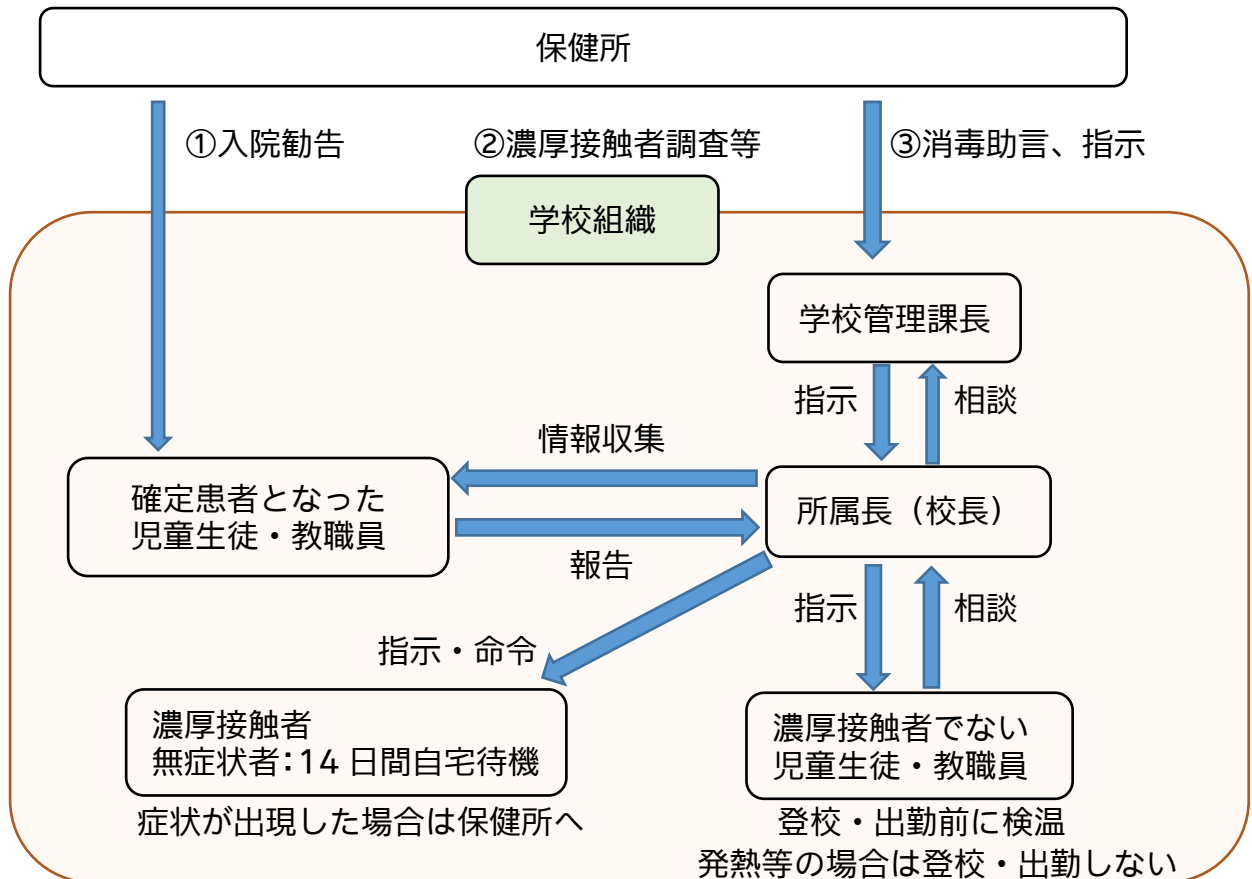 保健所
①入院勧告
②濃厚接触者調査等
③消毒助言、指示
学校組織
学校管理課長
指示
相談
情報収集
確定患者となった
児童生徒・教職員
所属長（校長）
報告
指示
相談
指示・命令
濃厚接触者
無症状者:14日間自宅待機
濃厚接触者でない
児童生徒・教職員
症状が出現した場合は保健所へ
登校・出勤前に検温
発熱等の場合は登校・出勤しない